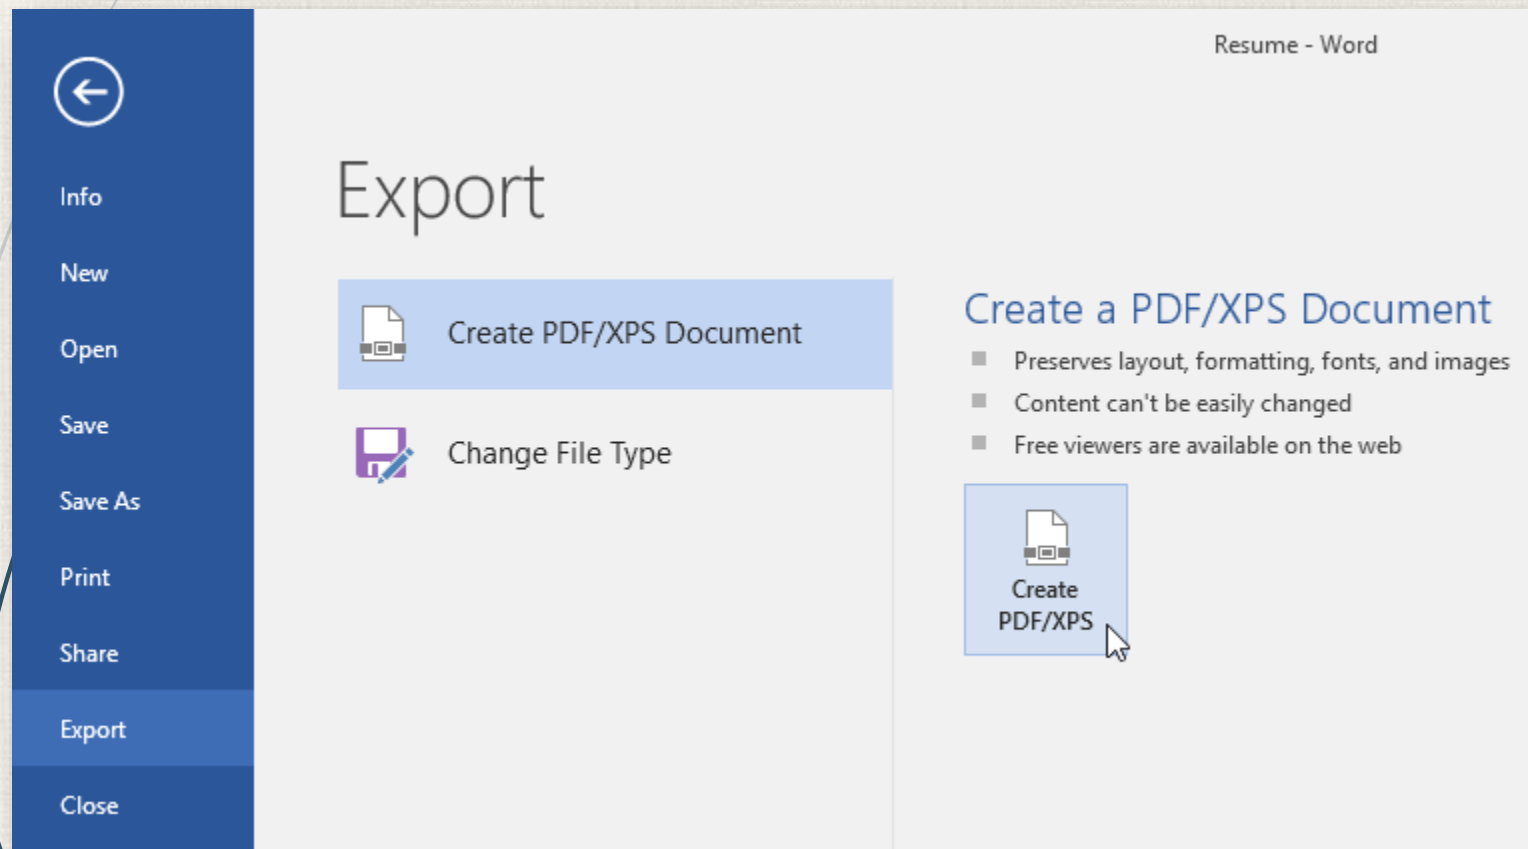 Resume - Word
Info
New
Open
Save
Save As
Print
Share
Export
Close
Export
Create PDF/XPS Document
Change File Type
Create a PDF/XPS Document
Preserves layout, formatting, fonts, and images
Content can't be easily changed
Free viewers are available on the web
Create
PDF/XPS